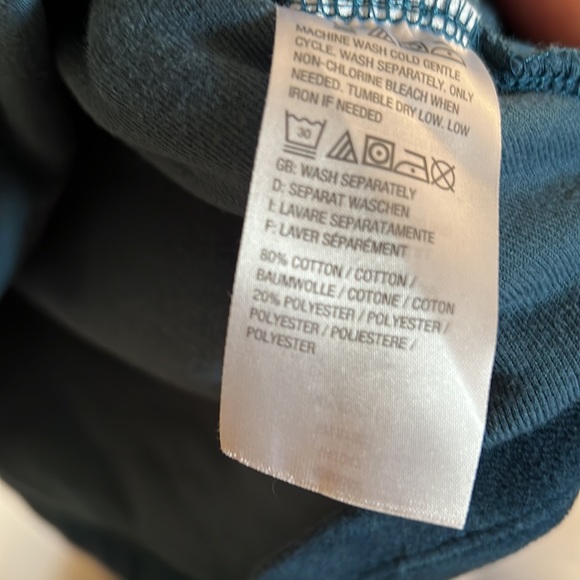 MACHINE WASH COLD GENTLE
CYCLE. WASH SEPARATELY. ONLY
NON-CHLORINE BLEACH WHEN
NEEDED. TUMBLE DRY LOW. LOW
IRON IF NEEDED
30
GB: WASH SEPARATELY
D: SEPARAT WASCHEN
I: LAVARE SEPARATAMENTE
F: LAVER SÉPARÉMENT
80% COTTON / COTTON /
BAUMWOLLE / COTONE / COTON
20% POLYESTER / POLYESTER /
POLYESTER / POLIESTERE /
POLYESTER